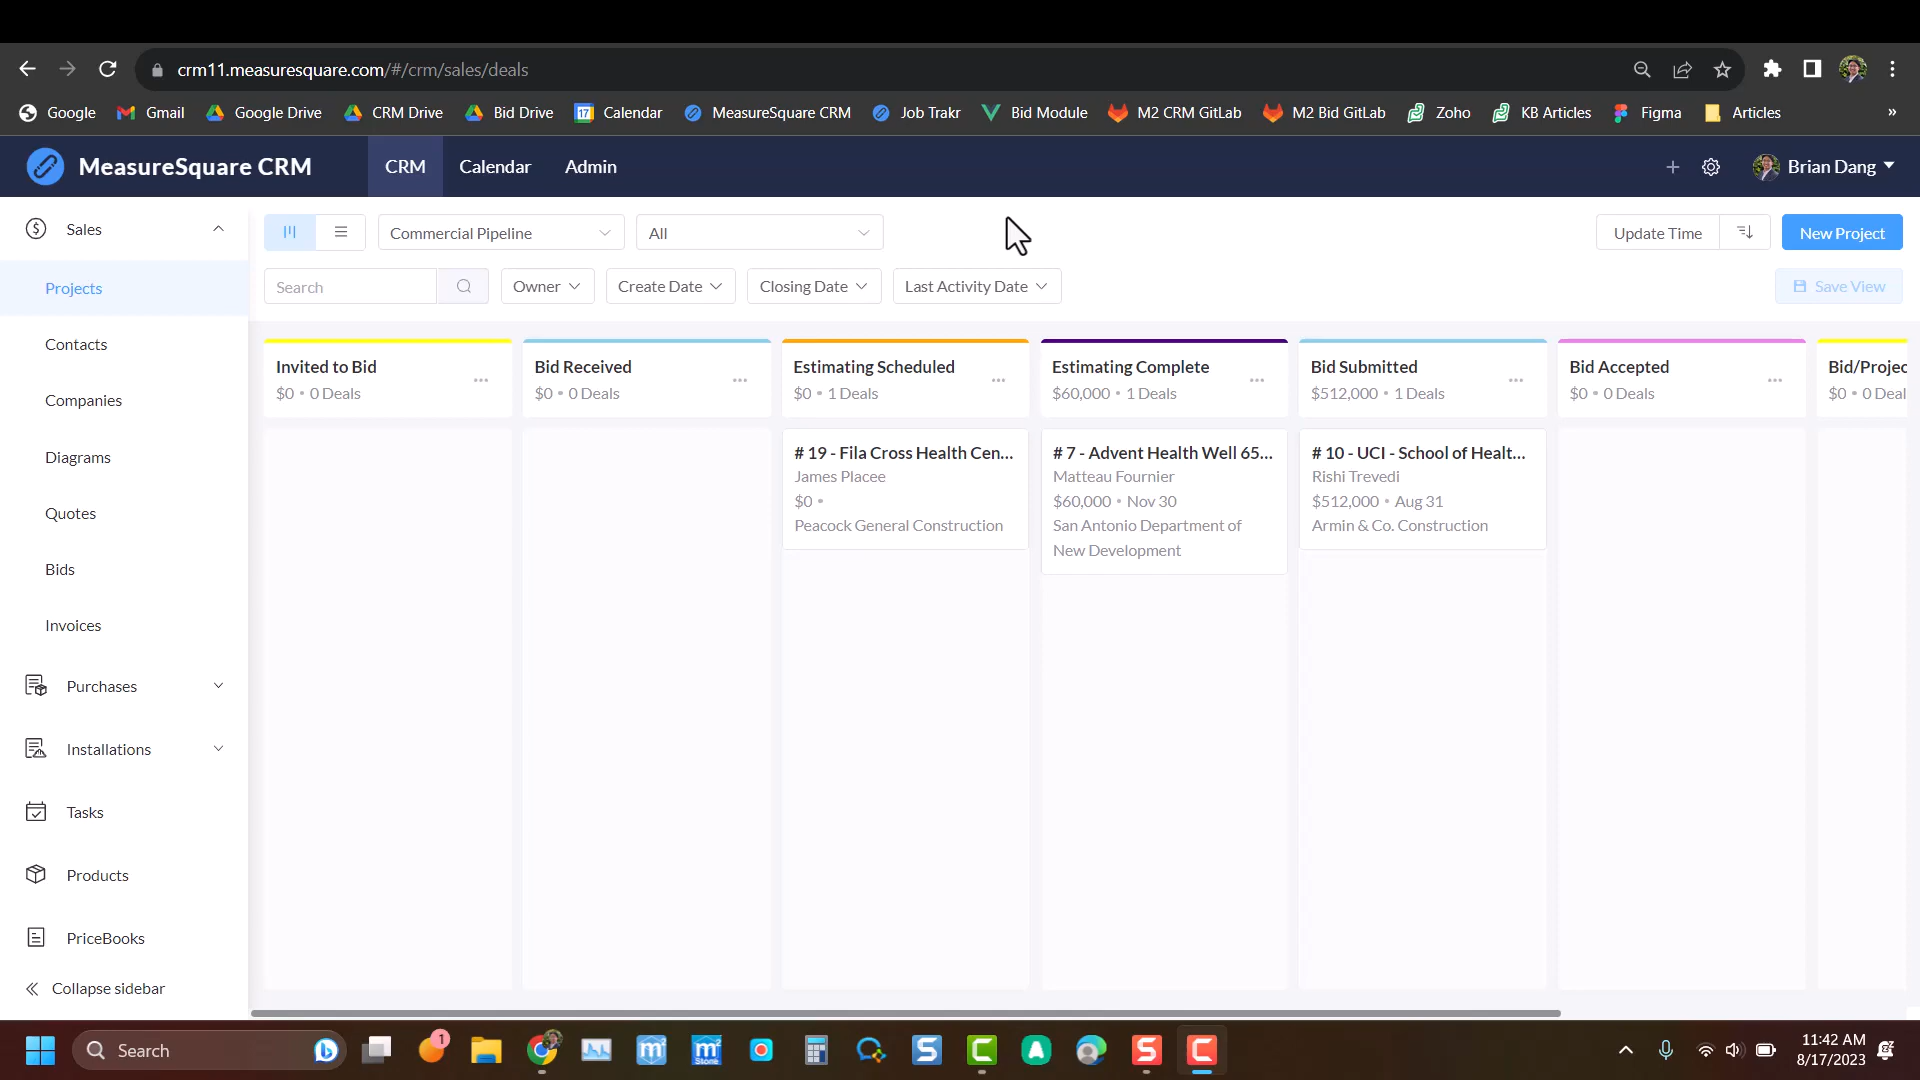 crm11.measuresquare.com/#/crm/sales/deals
Google Gmail Google Drive CRM Drive Bid Drive 17 Calendar MeasureSquare CRM Job Trakr Bid Module M2 CRM GitLab M2 Bid GitLab Zoho KB Articles Figma Articles »
MeasureSquare CRM CRM Calendar Admin + Brian Dang
Sales
Projects
Contacts
Companies
Diagrams
Quotes
Bids
Invoices
Purchases
Installations
Tasks
Products
PriceBooks
Collapse sidebar
Commercial Pipeline All Update Time New Project
Search Owner Create Date Closing Date Last Activity Date Save View
Invited to Bid
$0 • 0 Deals
Bid Received
$0 • 0 Deals
Estimating Scheduled
$0 • 1 Deals
# 19 - Fila Cross Health Cen...
James Placee
$0 •
Peacock General Construction
Estimating Complete
$60,000 • 1 Deals
# 7 - Advent Health Well 65...
Matteau Fournier
$60,000 • Nov 30
San Antonio Department of
New Development
Bid Submitted
$512,000 • 1 Deals
# 10 - UCI - School of Healt...
Rishi Trevedi
$512,000 • Aug 31
Armin & Co. Construction
Bid Accepted
$0 • 0 Deals
Bid/Projec
$0 • 0 Deal
Search 1 m² m² Stone S C A S C 11:42 AM
8/17/2023